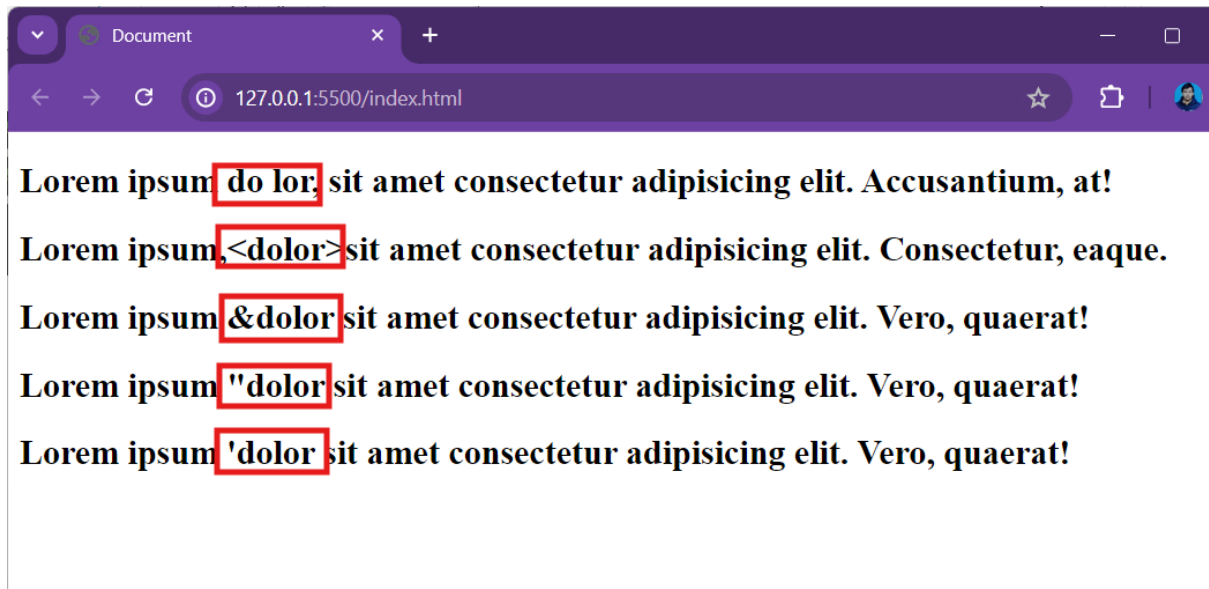 Document
127.0.0.1:5500/index.html
Lorem ipsum do lor, sit amet consectetur adipisicing elit. Accusantium, at!
Lorem ipsum,<dolor>sit amet consectetur adipisicing elit. Consectetur, eaque.
Lorem ipsum &dolor sit amet consectetur adipisicing elit. Vero, quaerat!
Lorem ipsum "dolor sit amet consectetur adipisicing elit. Vero, quaerat!
Lorem ipsum 'dolor sit amet consectetur adipisicing elit. Vero, quaerat!